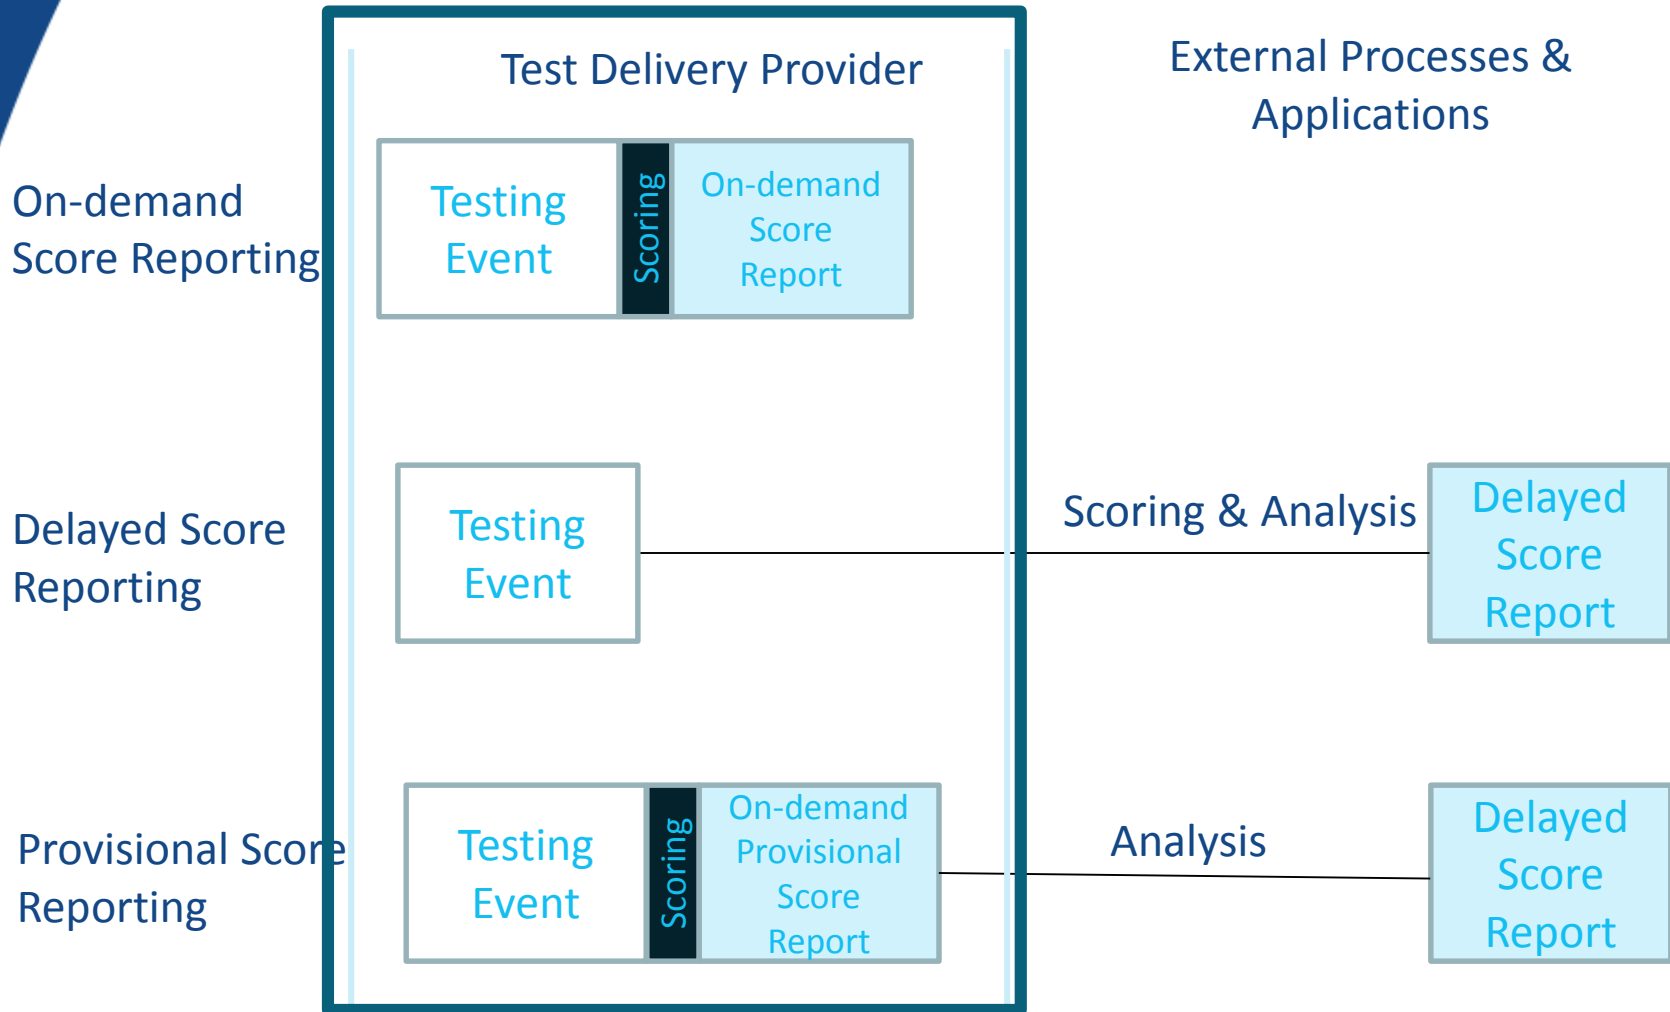 Test Delivery Provider
External Processes &
Applications
On-demand
Score Reporting
Testing
Event
Scoring
On-demand
Score
Report
Delayed Score
Reporting
Testing
Event
Scoring & Analysis
Delayed
Score
Report
Provisional Score
Reporting
Testing
Event
Scoring
On-demand
Provisional
Score
Report
Analysis
Delayed
Score
Report